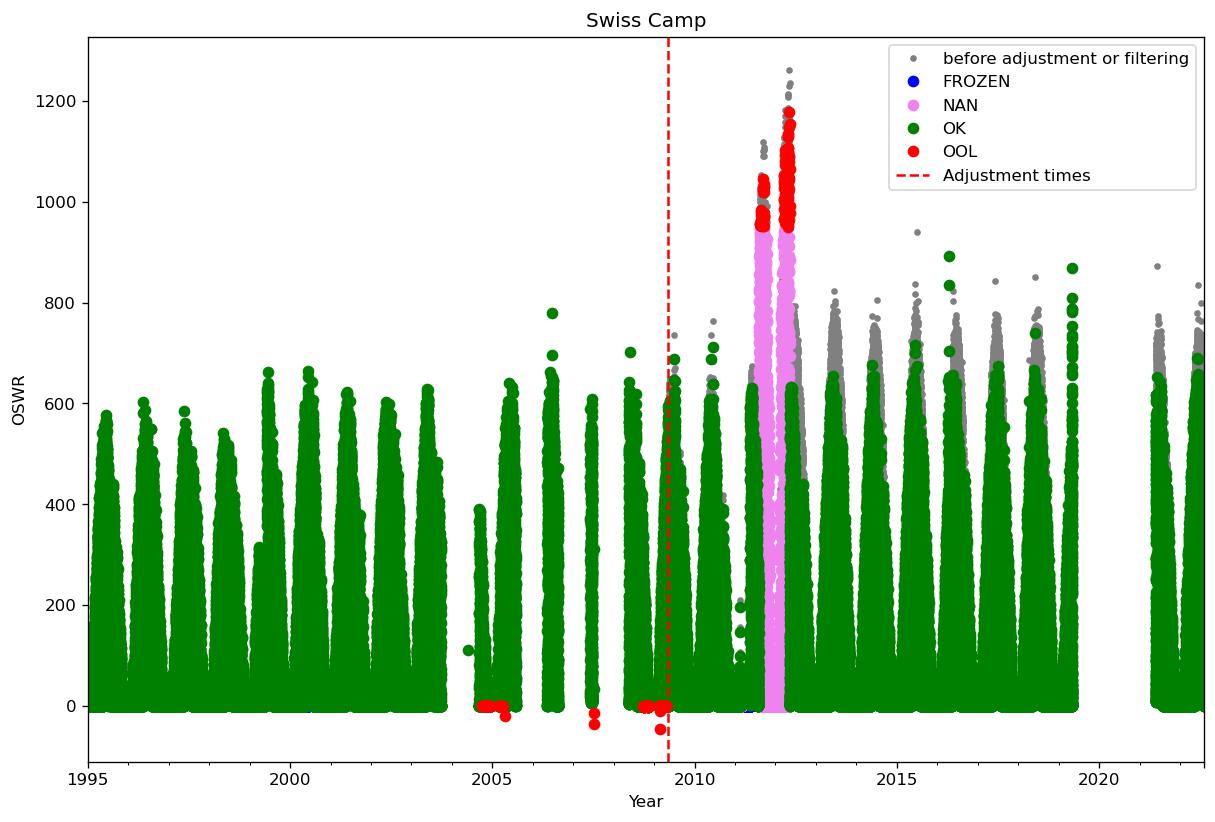 Swiss Camp
before adjustment or filtering
FROZEN
NAN
OK
OOL
Adjustment times
OSWR
1200
1000
800
600
400
200
0
1995
2000
2005
2010
2015
2020
Year